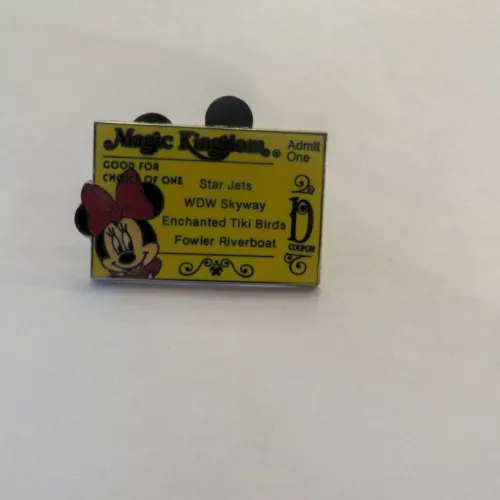 Magic Kingdom®
Admit
One
GOOD FOR
CHOICE OF ONE
Star Jets
WDW Skyway
Enchanted Tiki Birds
Fowler Riverboat
D
COUPON